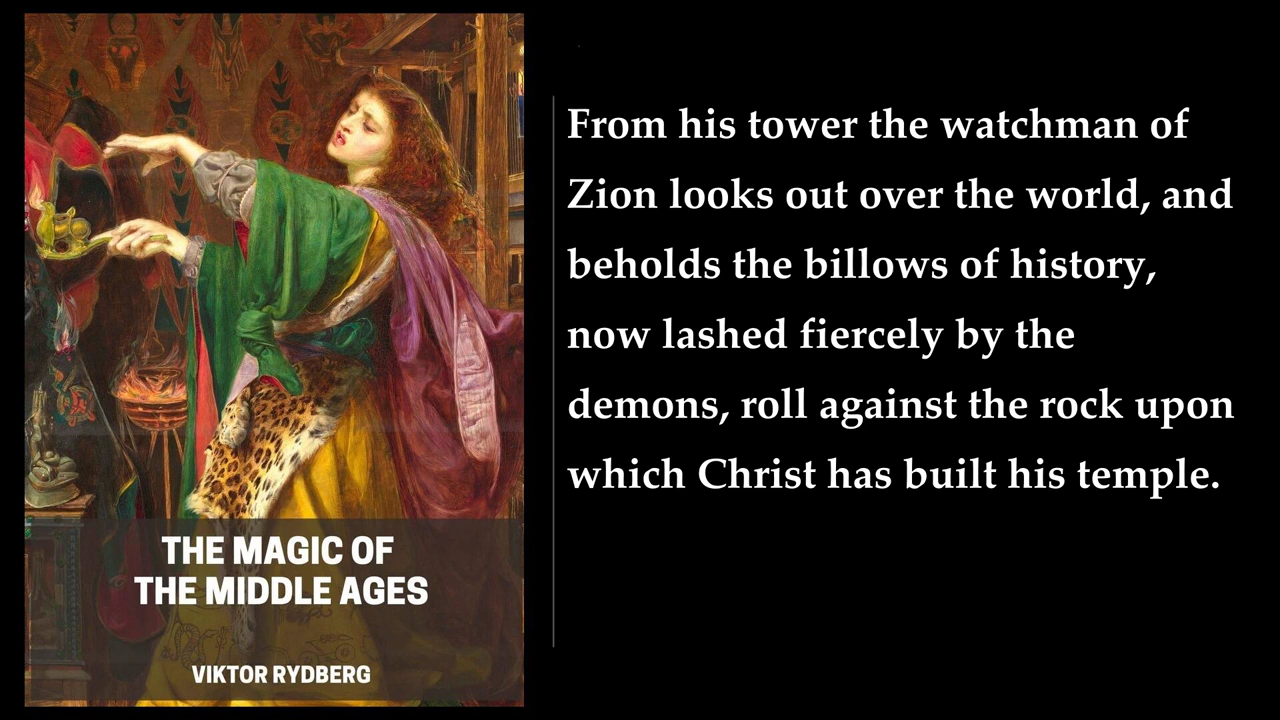 THE MAGIC OF
THE MIDDLE AGES
VIKTOR RYDBERG
From his tower the watchman of
Zion looks out over the world, and
beholds the billows of history,
now lashed fiercely by the
demons, roll against the rock upon
which Christ has built his temple.